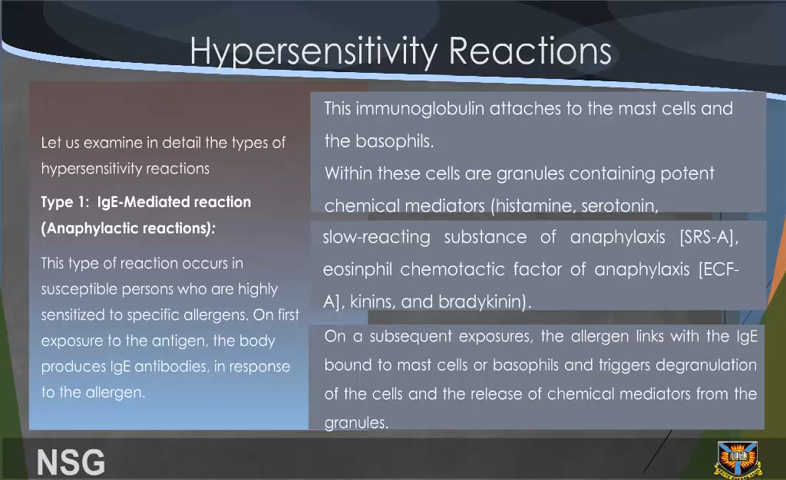 Hypersensitivity Reactions
Let us examine in detail the types of
hypersensitivity reactions
Type 1: IgE-Mediated reaction
(Anaphylactic reactions):
This type of reaction occurs in
susceptible persons who are highly
sensitized to specific allergens. On first
exposure to the antigen, the body
produces IgE antibodies, in response
to the allergen.
This immunoglobulin attaches to the mast cells and
the basophils.
Within these cells are granules containing potent
chemical mediators (histamine, serotonin,
slow-reacting substance of anaphylaxis [SRS-A],
eosinphil chemotactic factor of anaphylaxis [ECF-
A], kinins, and bradykinin).
On a subsequent exposures, the allergen links with the IgE
bound to mast cells or basophils and triggers degranulation
of the cells and the release of chemical mediators from the
granules.
NSG